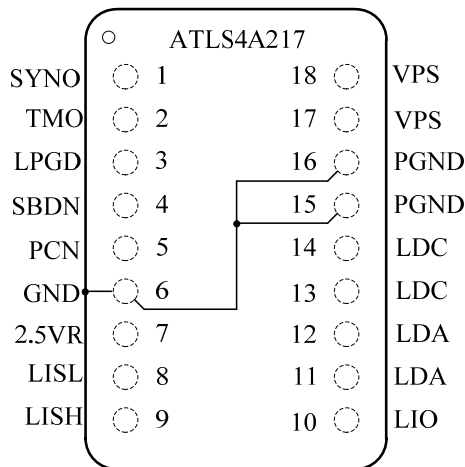 ATLS4A217
SYNO 1 18 VPS
TMO 2 17 VPS
LPGD 3 16 PGND
SBDN 4 15 PGND
PCN 5 14 LDC
GND 6 13 LDC
2.5VR 7 12 LDA
LISL 8 11 LDA
LISH 9 10 LIO